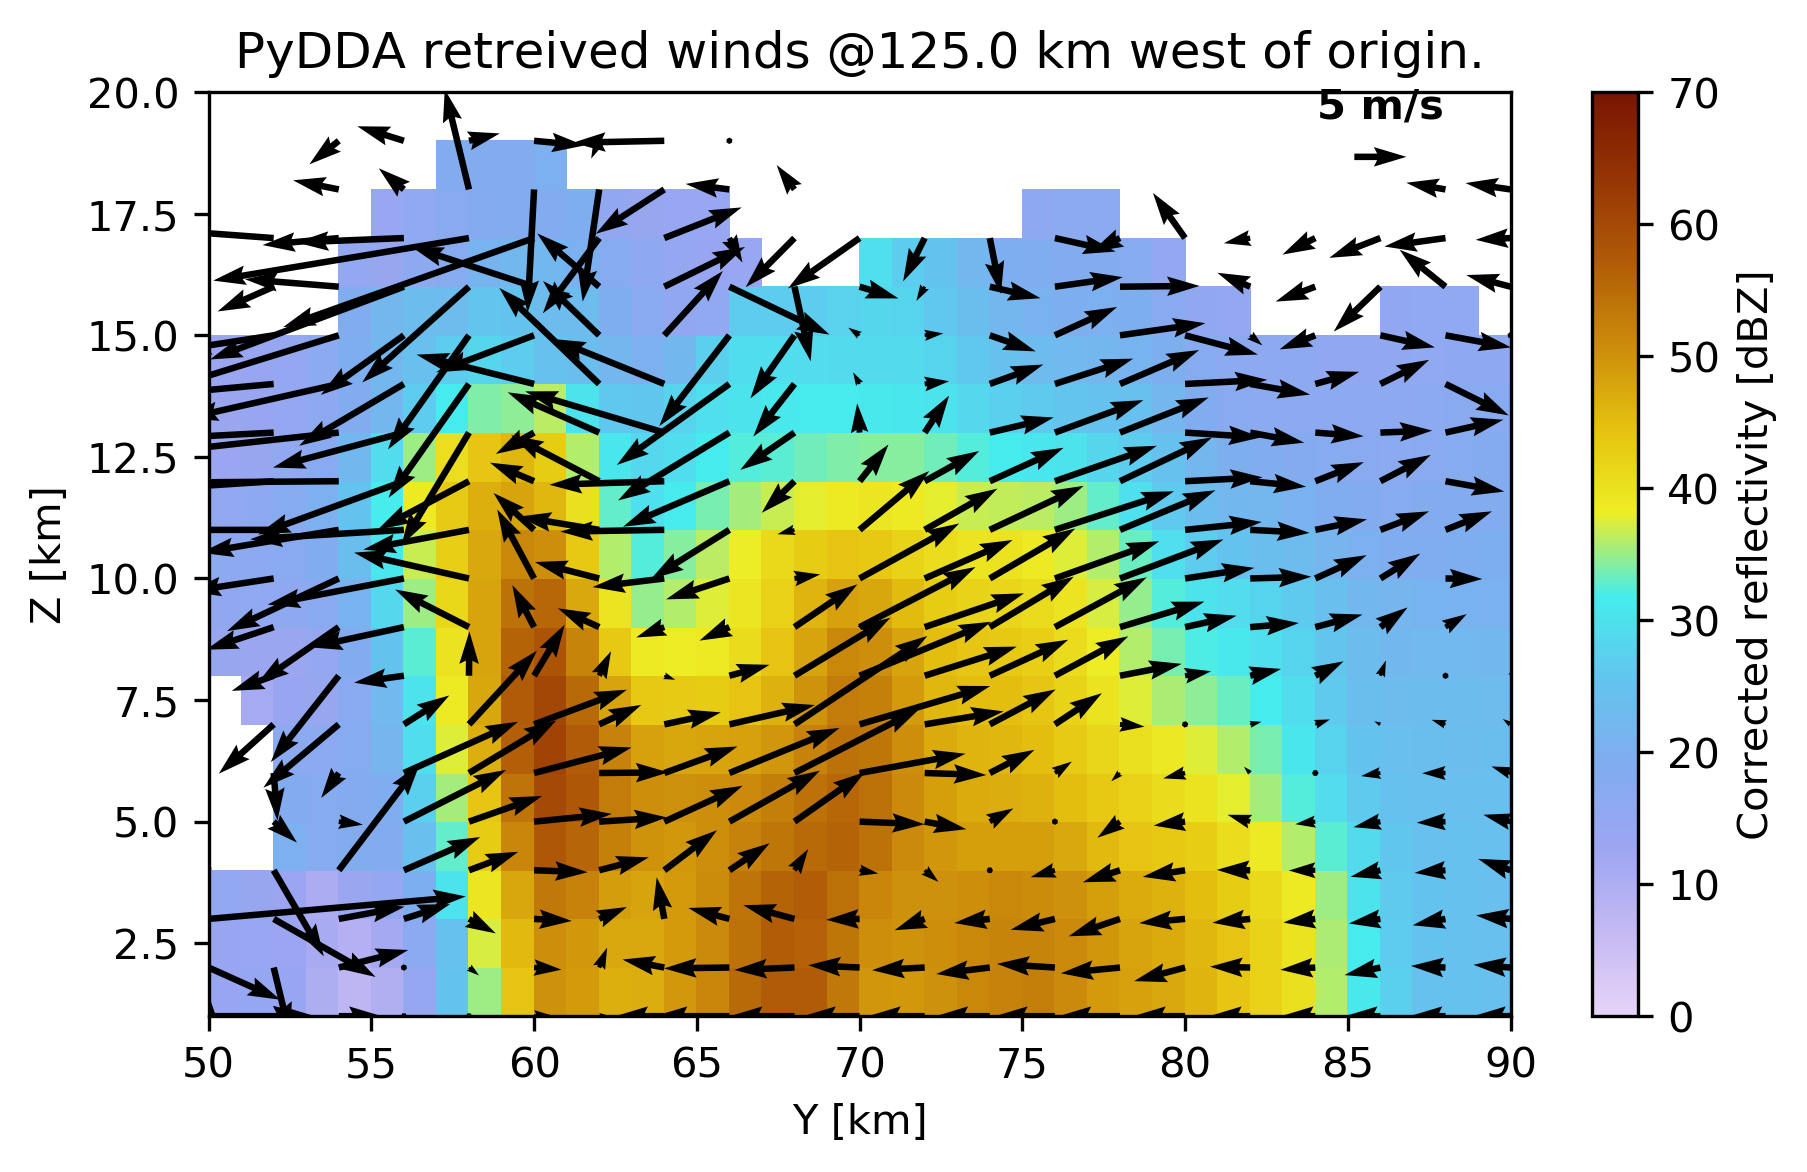 PyDDA retreived winds @125.0 km west of origin.
5 m/s
20.0
17.5
15.0
12.5
10.0
7.5
5.0
2.5
Z [km]
50 55 60 65 70 75 80 85 90
Y [km]
70
60
50
40
30
20
10
0
Corrected reflectivity [dBZ]